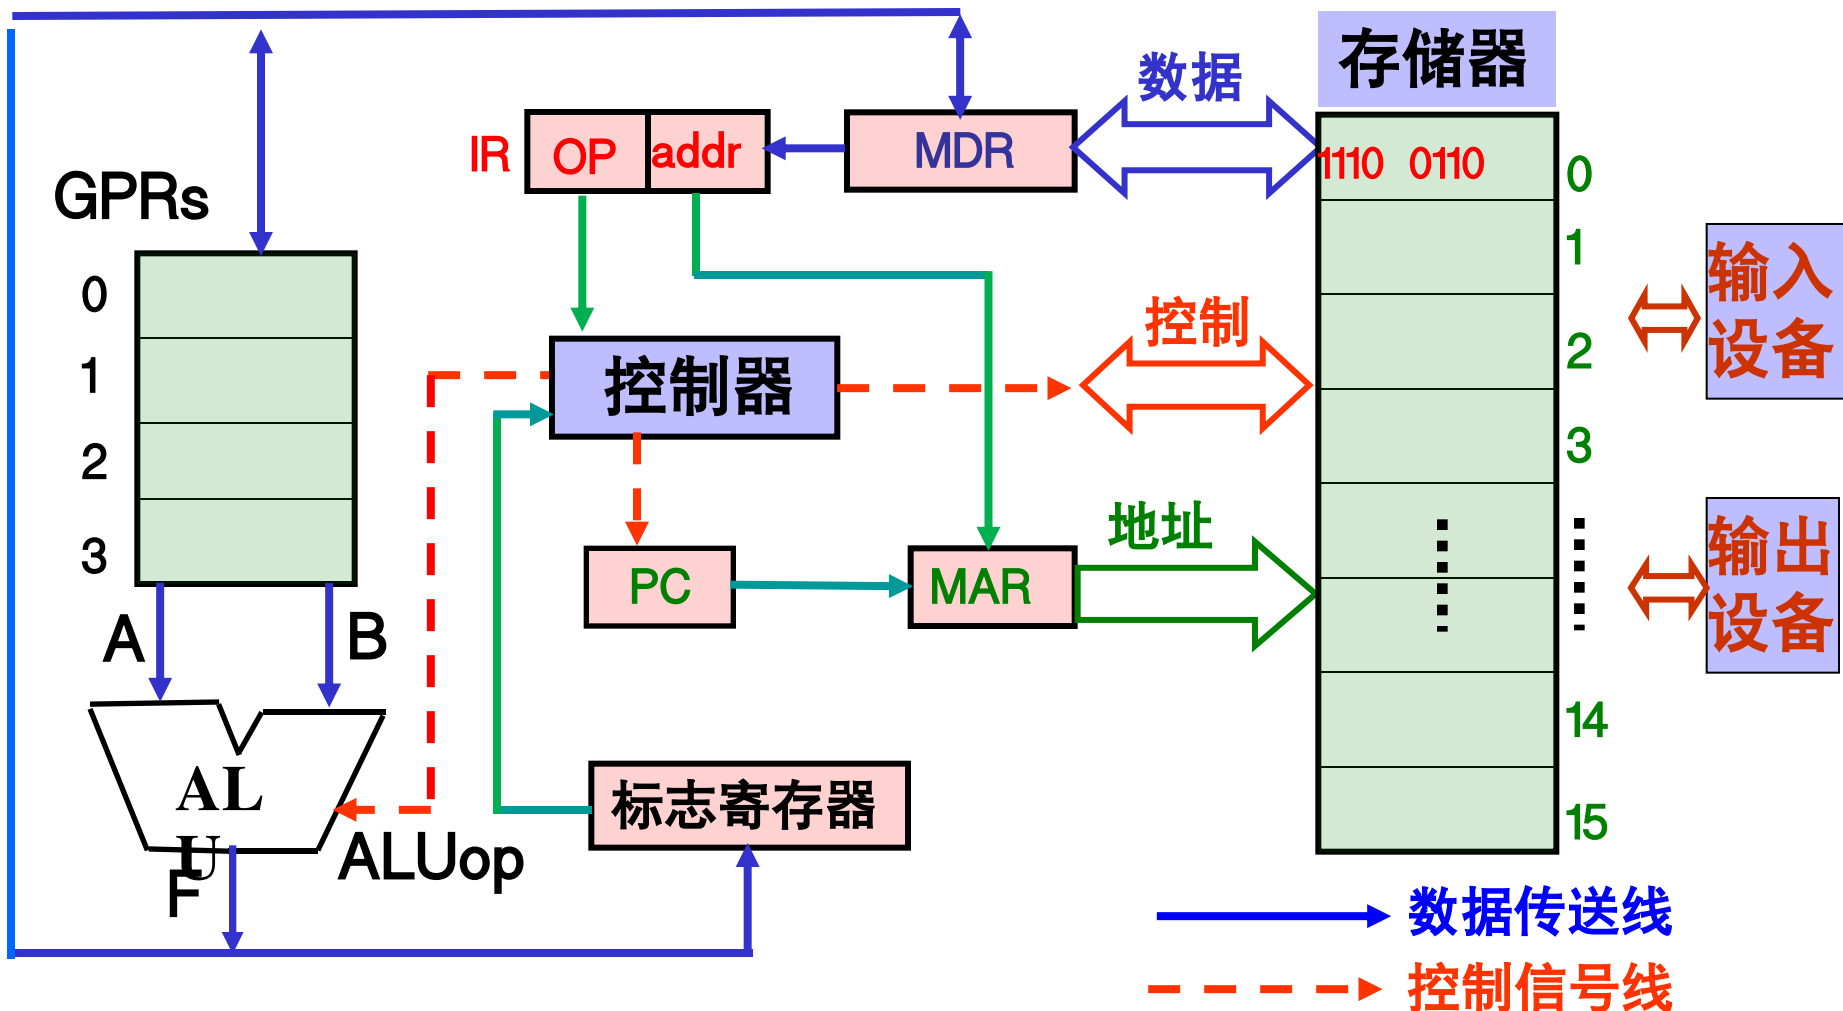 存储器
数据
IR
OP
addr
MDR
1110 0110
0
GPRs
1
输入
设备
0
控制
2
1
控制器
3
2
地址
输出
设备
3
PC
MAR
A
B
14
AL
U
标志寄存器
15
ALUop
F
数据传送线
控制信号线